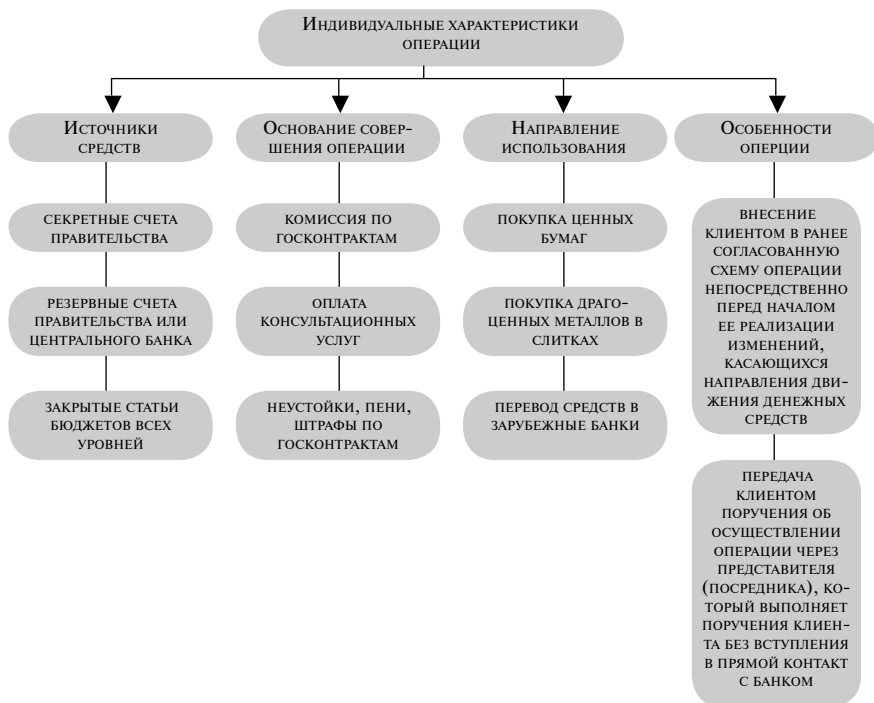 Индивидуальные характеристики
операции
Источники
средств
Основание совер-
шения операции
Направление
использования
Особенности
оперции
секретные счета
правительства
комиссия по
госконтрактам
покупка ценных
бумаг
внесение
клиентом в ранее
согласованную
схему операции
непосредственно
перед началом
ее реализации
изменений,
касающихся
направления дви-
жения денежных
средств
резервные счета
правительства или
центрального банка
оплата
консультационных
услуг
покупка драго-
ценных металлов в
слитках
закрытые статьи
бюджетов всех
уровней
неустойки, пени,
штрафы по
госконтрактам
перевод средств в
зарубежные банки
передача
клиентом
поручения об
осуществлении
операции через
представителя
(посредника), ко-
торый выполняет
поручения клиен-
та без вступления
в прямой контакт
с банком